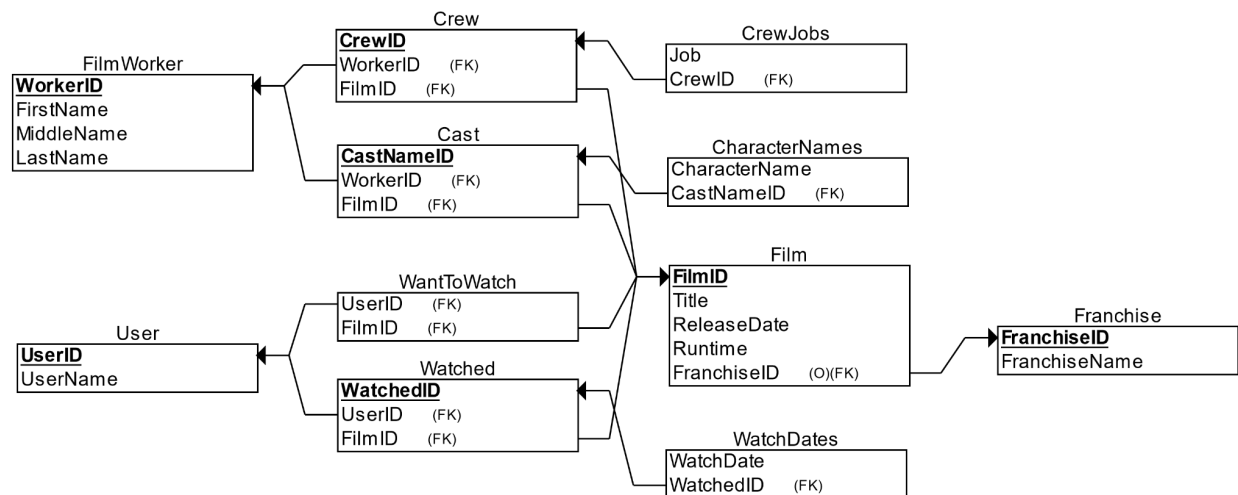 FilmWorker
WorkerID
FirstName
MiddleName
LastName
Crew
CrewID
WorkerID (FK)
FilmID (FK)
CrewJobs
Job
CrewID (FK)
Cast
CastNameID
WorkerID (FK)
FilmID (FK)
CharacterNames
CharacterName
CastNameID (FK)
User
UserID
UserName
WantToWatch
UserID (FK)
FilmID (FK)
Watched
WatchedID
UserID (FK)
FilmID (FK)
Film
FilmID
Title
ReleaseDate
Runtime
FranchiseID (O)(FK)
WatchDates
WatchDate
WatchedID (FK)
Franchise
FranchiseID
FranchiseName